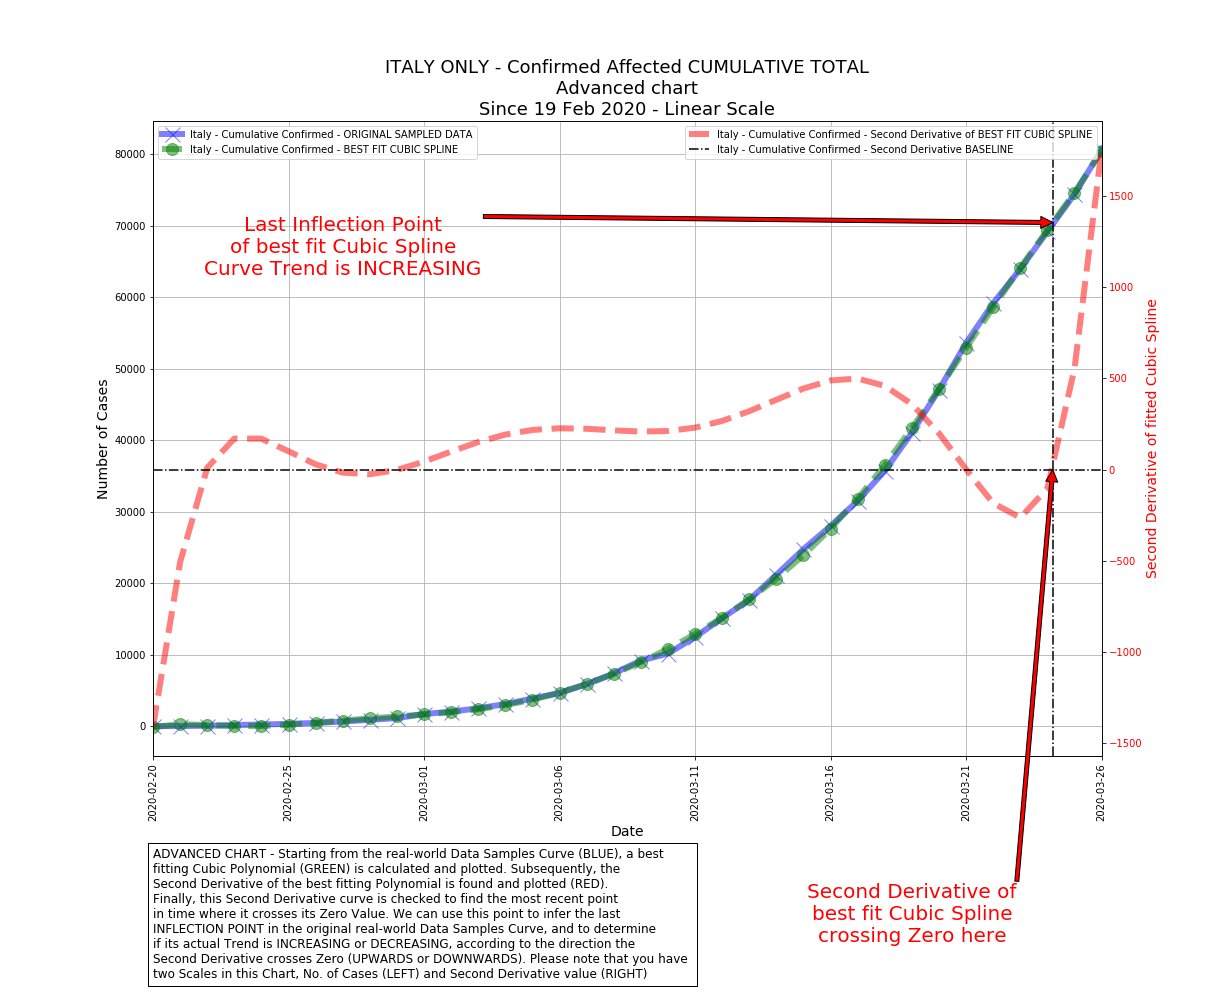 ITALY ONLY - Confirmed Affected CUMULATIVE TOTAL
Advanced chart
Since 19 Feb 2020 - Linear Scale
Italy - Cumulative Confirmed - ORIGINAL SAMPLED DATA
Italy - Cumulative Confirmed - BEST FIT CUBIC SPLINE
Italy - Cumulative Confirmed - Second Derivative of BEST FIT CUBIC SPLINE
Italy - Cumulative Confirmed - Second Derivative BASELINE
Last Inflection Point
of best fit Cubic Spline
Curve Trend is INCREASING
Number of Cases
80000
70000
60000
50000
40000
30000
20000
10000
0
1500
1000
500
0
−500
−1000
−1500
Second Derivative of fitted Cubic Spline
2020-02-20
2020-02-25
2020-03-01
2020-03-06
2020-03-11
2020-03-16
2020-03-21
2020-03-26
Date
ADVANCED CHART - Starting from the real-world Data Samples Curve (BLUE), a best
fitting Cubic Polynomial (GREEN) is calculated and plotted. Subsequently, the
Second Derivative of the best fitting Polynomial is found and plotted (RED).
Finally, this Second Derivative curve is checked to find the most recent point
in time where it crosses its Zero Value. We can use this point to infer the last
INFLECTION POINT in the original real-world Data Samples Curve, and to determine
if its actual Trend is INCREASING or DECREASING, according to the direction the
Second Derivative crosses Zero (UPWARDS or DOWNWARDS). Please note that you have
two Scales in this Chart, No. of Cases (LEFT) and Second Derivative value (RIGHT)
Second Derivative of
best fit Cubic Spline
crossing Zero here